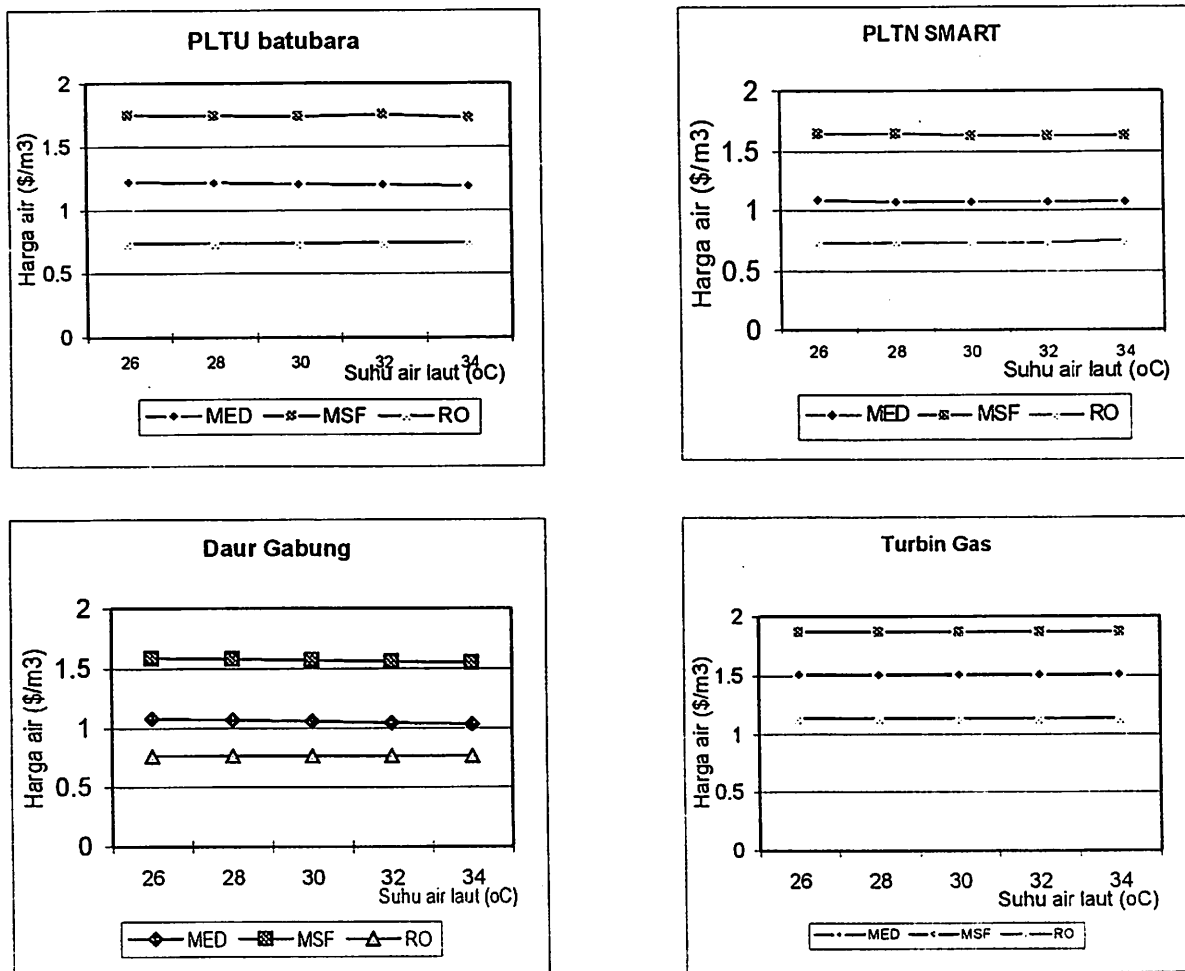 PLTU batubara
Harga air ($/m3)
2
1.5
1
0.5
0
26 28 30 32 34
Suhu air laut (oC)
MED MSF RO
PLTN SMART
Harga air ($/m3)
2
1.5
1
0.5
0
26 28 30 32 34
Suhu air laut (oC)
MED MSF RO
Daur Gabung
Harga air ($/m3)
2
1.5
1
0.5
0
26 28 30 32 34
Suhu air laut (oC)
MED MSF RO
Turbin Gas
Harga air ($/m3)
2
1.5
1
0.5
0
26 28 30 32 34
Suhu air laut (oC)
MED MSF RO